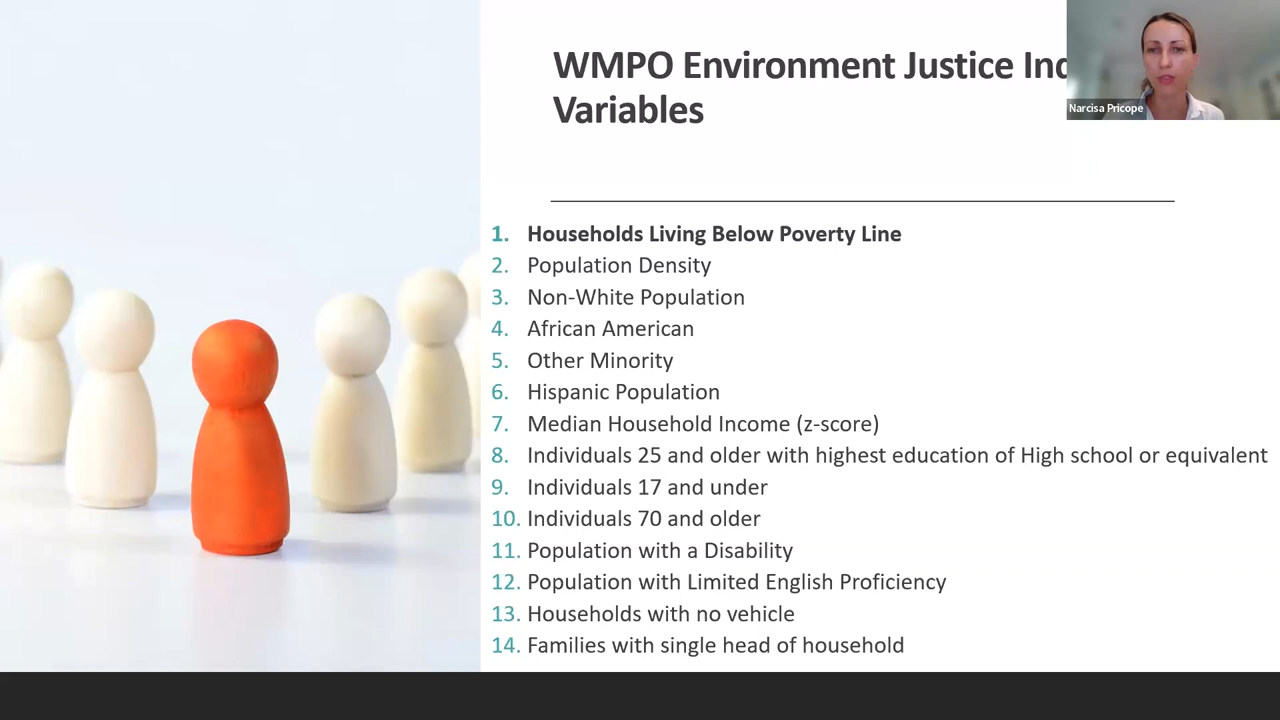 WMPO Environment Justice
Variables
Narcisa Pricope
1. Households Living Below Poverty Line
2. Population Density
3. Non-White Population
4. African American
5. Other Minority
6. Hispanic Population
7. Median Household Income (z-score)
8. Individuals 25 and older with highest education of High school or equivalent
9. Individuals 17 and under
10. Individuals 70 and older
11. Population with a Disability
12. Population with Limited English Proficiency
13. Households with no vehicle
14. Families with single head of household